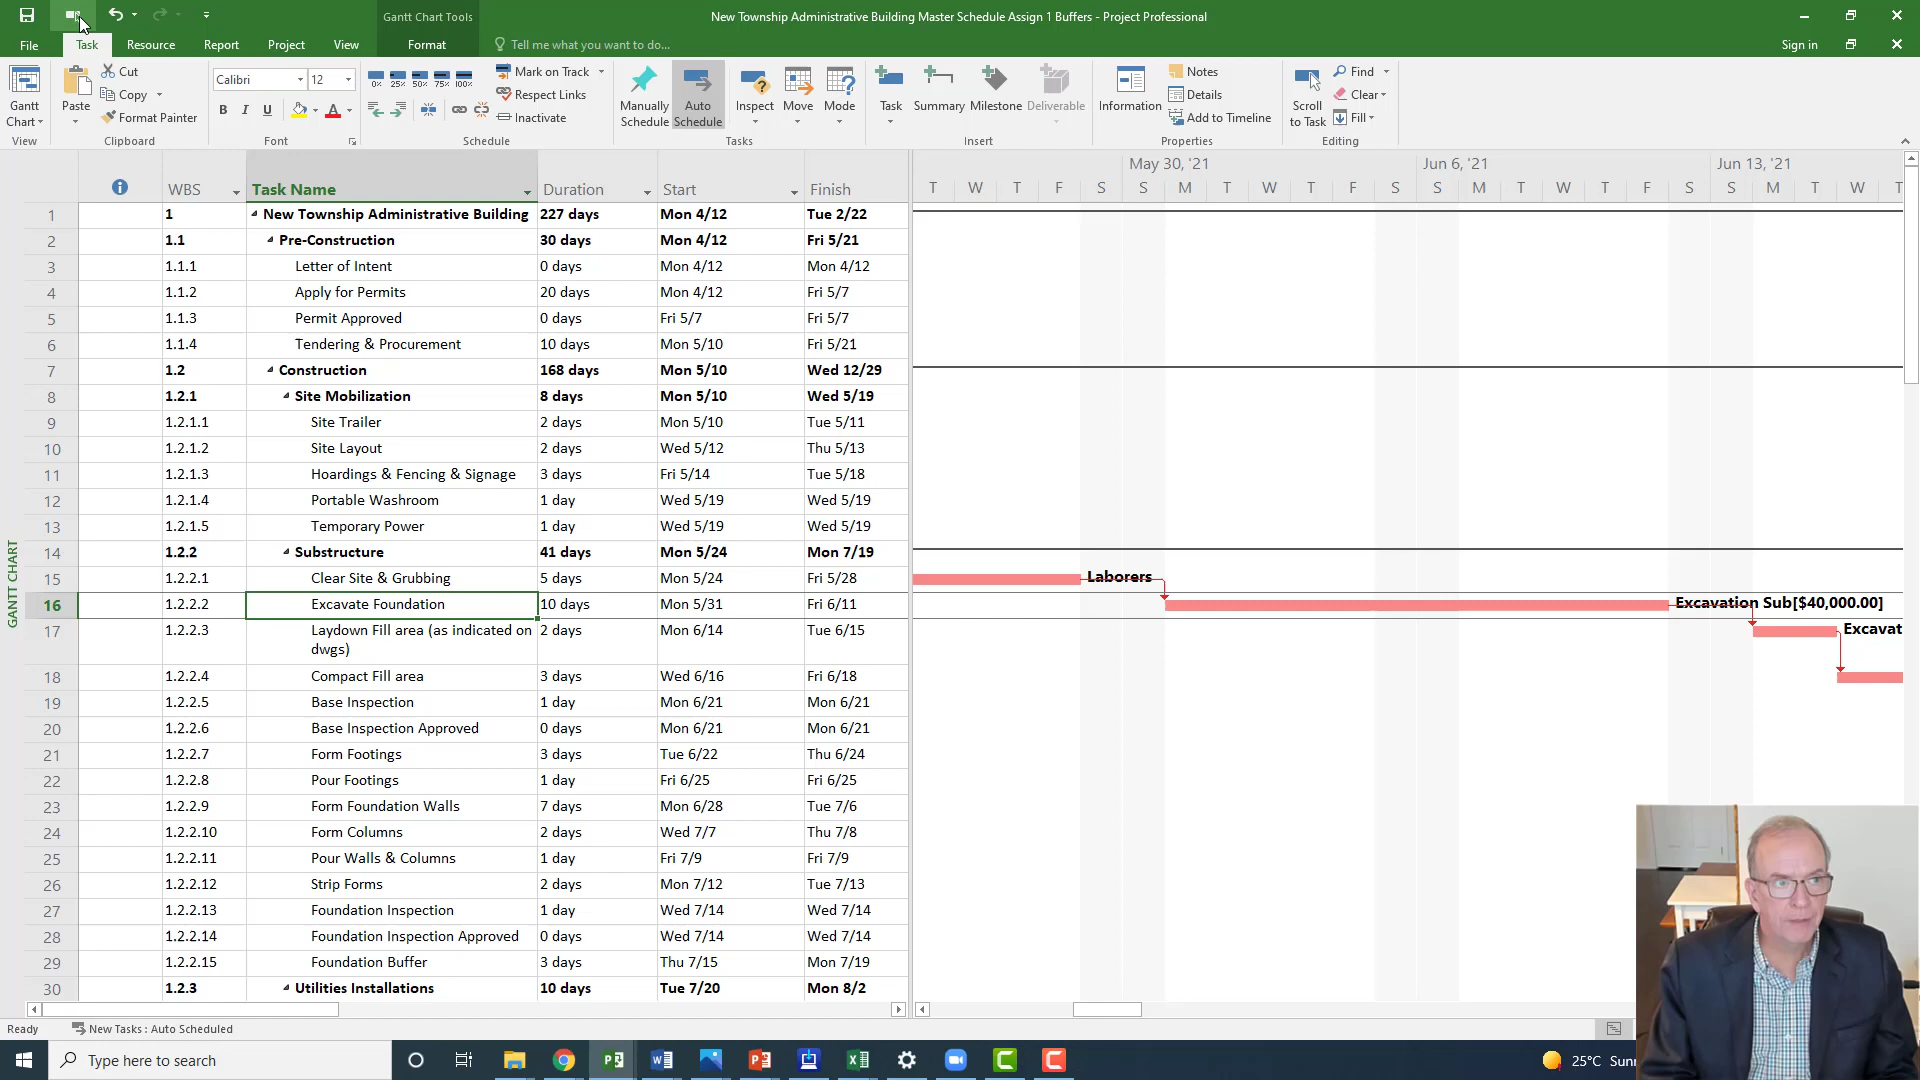 Gantt Chart Tools
New Township Administrative Building Master Schedule Assign 1 Buffers - Project Professional
File Task Resource Report Project View Format Tell me what you want to do... Sign in
Gantt Chart
View
Paste
Cut
Copy
Format Painter
Clipboard
Calibri 12
B I U A
Font
0% 25% 50% 75% 100%
Mark on Track
Respect Links
Inactivate
Schedule
Manually Schedule
Auto Schedule
Inspect Move Mode
Tasks
Task Summary Milestone Deliverable
Insert
Information
Notes
Details
Add to Timeline
Properties
Scroll to Task
Find
Clear
Fill
Editing
May 30, '21 Jun 6, '21 Jun 13, '21
WBS Task Name Duration Start Finish
T W T F S S M T W T F S S M T W T F S S M T W T
1 1 New Township Administrative Building 227 days Mon 4/12 Tue 2/22
2 1.1 Pre-Construction 30 days Mon 4/12 Fri 5/21
3 1.1.1 Letter of Intent 0 days Mon 4/12 Mon 4/12
4 1.1.2 Apply for Permits 20 days Mon 4/12 Fri 5/7
5 1.1.3 Permit Approved 0 days Fri 5/7 Fri 5/7
6 1.1.4 Tendering & Procurement 10 days Mon 5/10 Fri 5/21
7 1.2 Construction 168 days Mon 5/10 Wed 12/29
8 1.2.1 Site Mobilization 8 days Mon 5/10 Wed 5/19
9 1.2.1.1 Site Trailer 2 days Mon 5/10 Tue 5/11
10 1.2.1.2 Site Layout 2 days Wed 5/12 Thu 5/13
11 1.2.1.3 Hoardings & Fencing & Signage 3 days Fri 5/14 Tue 5/18
12 1.2.1.4 Portable Washroom 1 day Wed 5/19 Wed 5/19
13 1.2.1.5 Temporary Power 1 day Wed 5/19 Wed 5/19
14 1.2.2 Substructure 41 days Mon 5/24 Mon 7/19
15 1.2.2.1 Clear Site & Grubbing 5 days Mon 5/24 Fri 5/28 Laborers
16 1.2.2.2 Excavate Foundation 10 days Mon 5/31 Fri 6/11 Excavation Sub[$40,000.00]
17 1.2.2.3 Laydown Fill area (as indicated on 2 days Mon 6/14 Tue 6/15 Excavat
dwgs)
18 1.2.2.4 Compact Fill area 3 days Wed 6/16 Fri 6/18
19 1.2.2.5 Base Inspection 1 day Mon 6/21 Mon 6/21
20 1.2.2.6 Base Inspection Approved 0 days Mon 6/21 Mon 6/21
21 1.2.2.7 Form Footings 3 days Tue 6/22 Thu 6/24
22 1.2.2.8 Pour Footings 1 day Fri 6/25 Fri 6/25
23 1.2.2.9 Form Foundation Walls 7 days Mon 6/28 Tue 7/6
24 1.2.2.10 Form Columns 2 days Wed 7/7 Thu 7/8
25 1.2.2.11 Pour Walls & Columns 1 day Fri 7/9 Fri 7/9
26 1.2.2.12 Strip Forms 2 days Mon 7/12 Tue 7/13
27 1.2.2.13 Foundation Inspection 1 day Wed 7/14 Wed 7/14
28 1.2.2.14 Foundation Inspection Approved 0 days Wed 7/14 Wed 7/14
29 1.2.2.15 Foundation Buffer 3 days Thu 7/15 Mon 7/19
30 1.2.3 Utilities Installations 10 days Tue 7/20 Mon 8/2
GANTT CHART
Ready New Tasks : Auto Scheduled
Type here to search
25°C Sunn